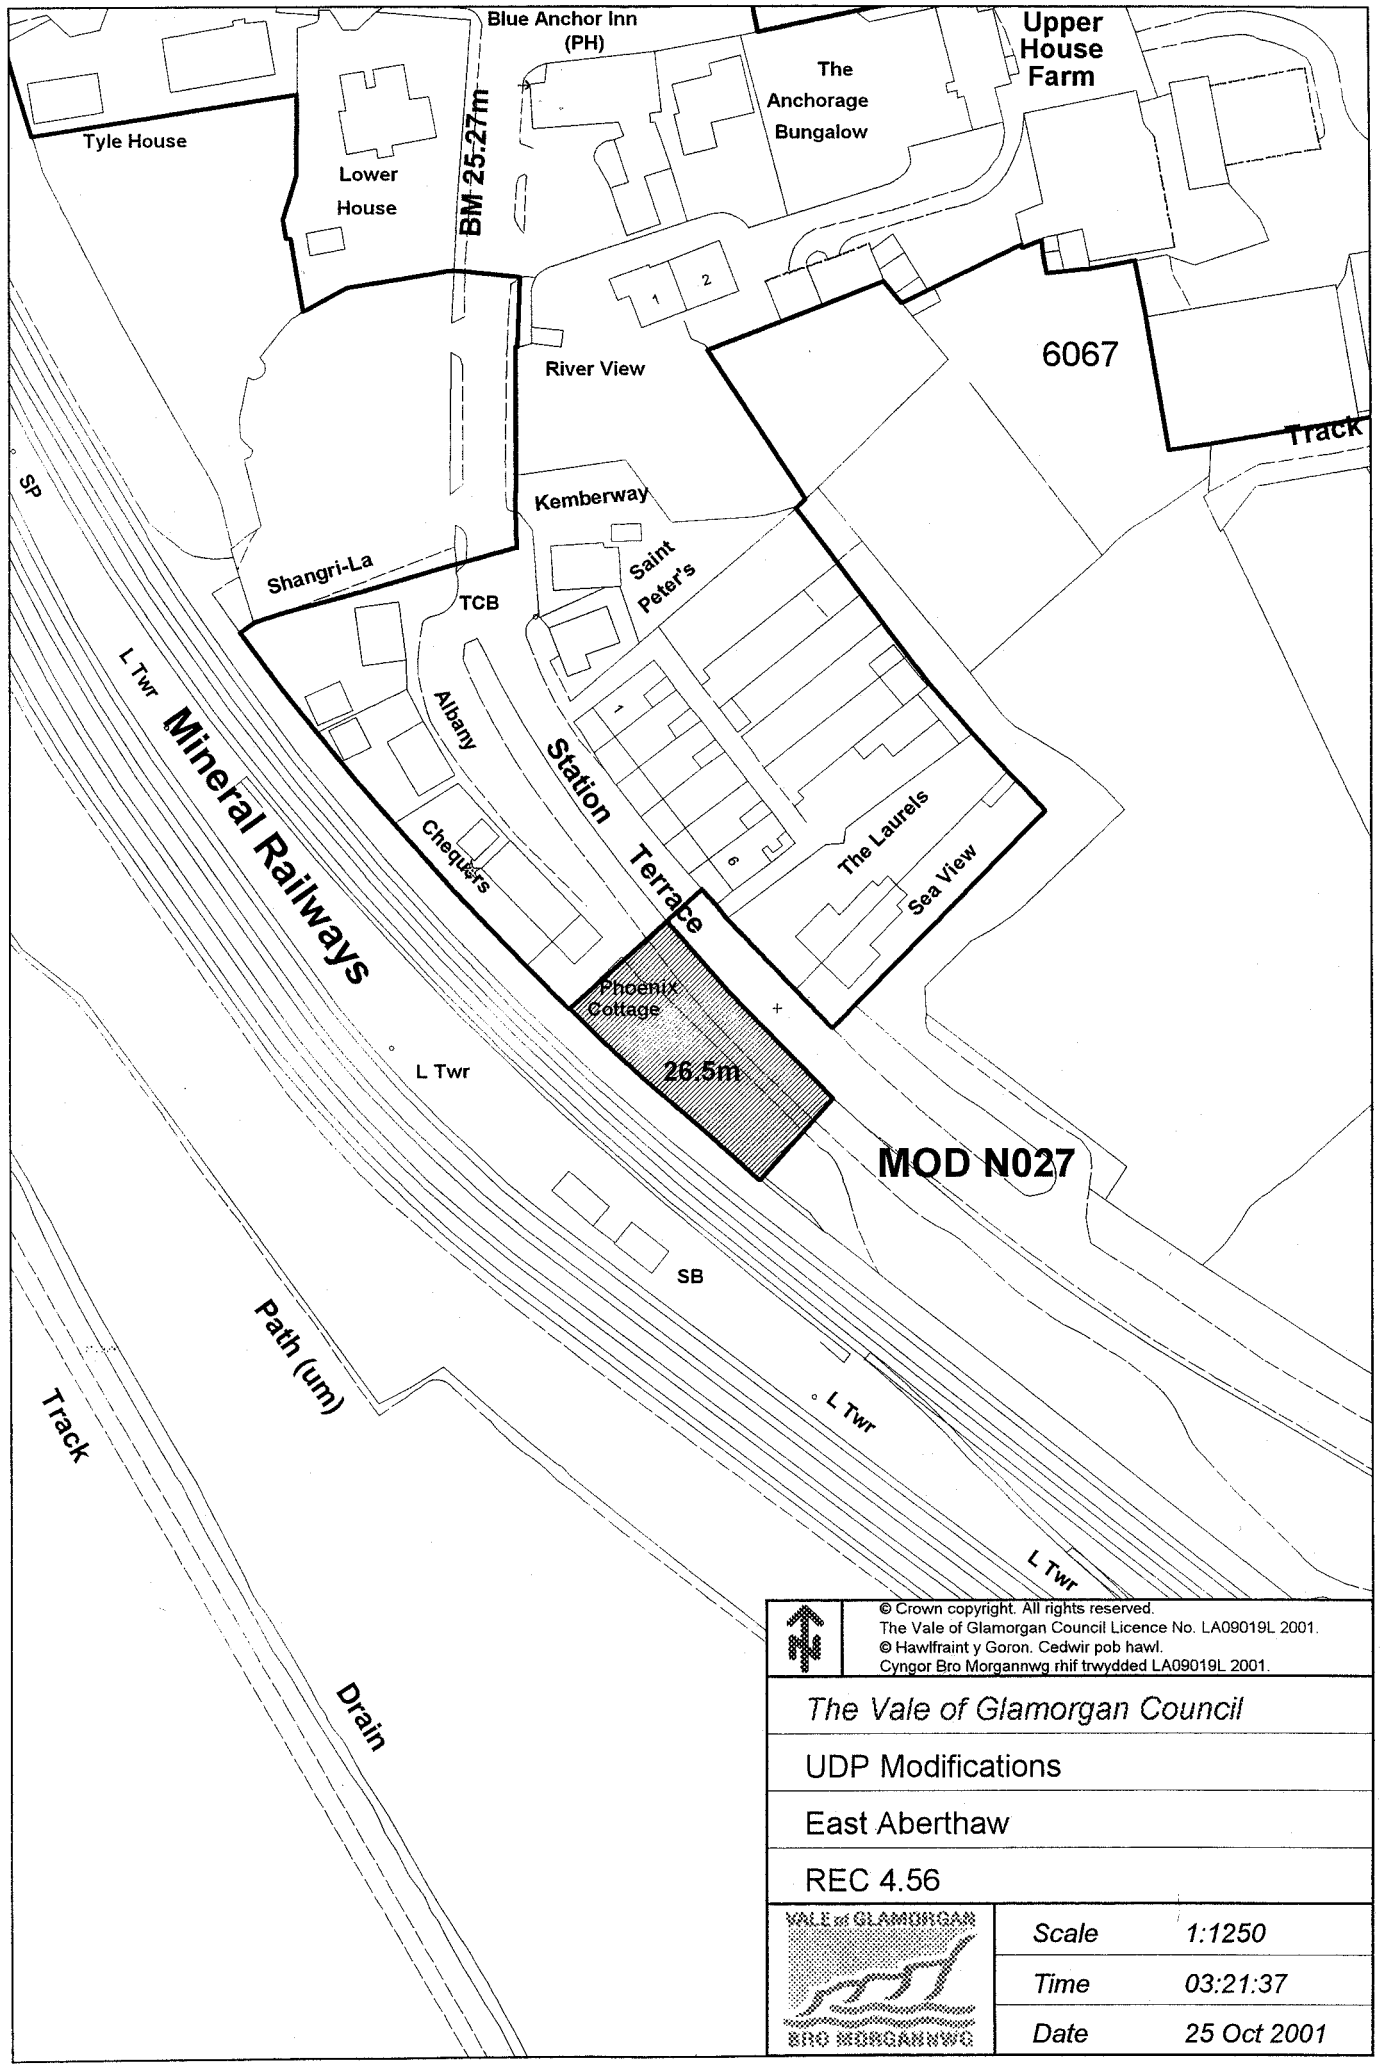 Blue Anchor Inn
(PH)
Upper
House
Farm
The
Anchorage
Bungalow
Tyle House
Lower
House
BM 25.27m
1
2
River View
6067
Track
SP
Kemberway
Saint
Peter's
Shangri-La
TCB
L Twr
Mineral Railways
Albany
Station
Terrace
1
6
Chequers
The Laurels
Sea View
Phoenix
Cottage
26.5m
L Twr
MOD N027
SB
Path (um)
Track
L Twr
L Twr
Drain
N
© Crown copyright. All rights reserved.
The Vale of Glamorgan Council Licence No. LA09019L 2001.
© Hawlfraint y Goron. Cedwir pob hawl.
Cyngor Bro Morgannwg rhif trwydded LA09019L 2001.
The Vale of Glamorgan Council
UDP Modifications
East Aberthaw
REC 4.56
VALE of GLAMORGAN
BRO MORGANNWG
Scale 1:1250
Time 03:21:37
Date 25 Oct 2001